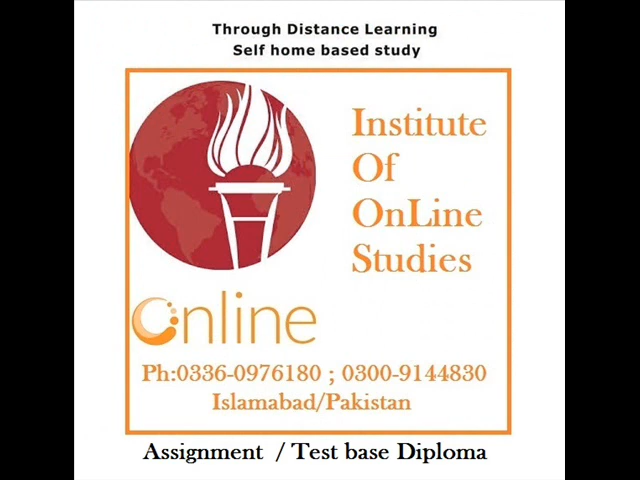 Through Distance Learning
Self home based study
Institute
Of
OnLine
Studies
Online
Ph:0336-0976180 ; 0300-9144830
Islamabad/Pakistan
Assignment / Test base Diploma